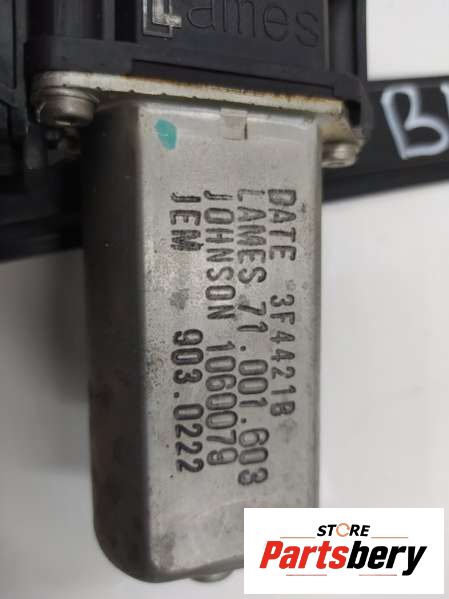 Lames
DATE 3F4421B
LAMES 71.001.603
JOHNSON 1060079
JEM 903.0222
STORE
Partsbery